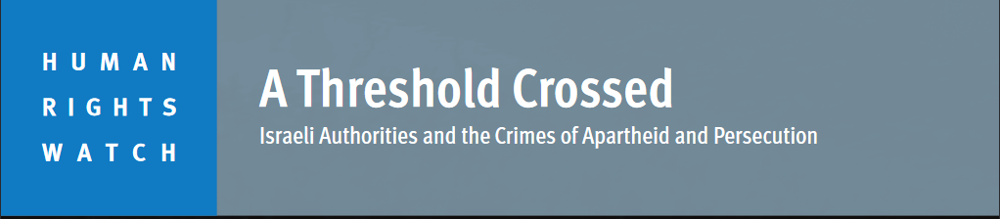 HUMAN
RIGHTS
WATCH
A Threshold Crossed
Israeli Authorities and the Crimes of Apartheid and Persecution